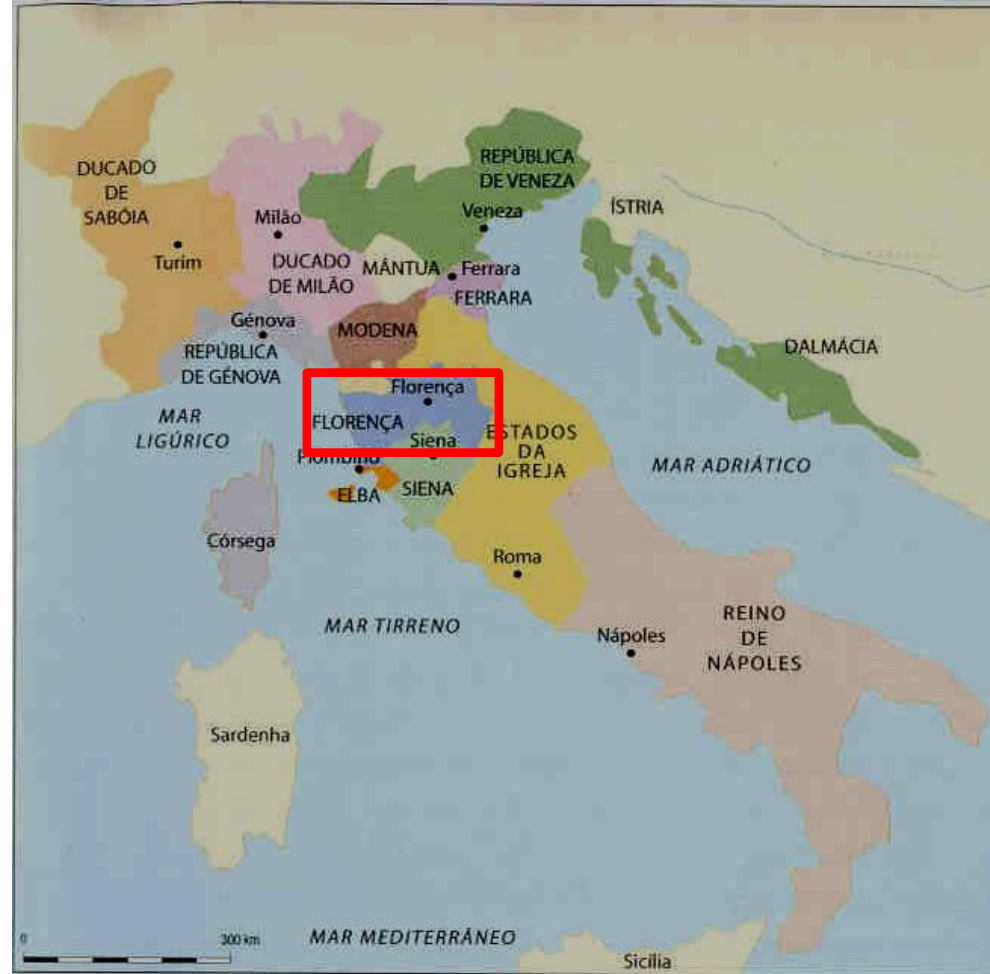 DUCADO
DE
SABÓIA
Turim
Milão
DUCADO
DE MILÃO
MÂNTUA
REPÚBLICA
DE VENEZA
Veneza
ÍSTRIA
Ferrara
FERRARA
Génova
REPÚBLICA
DE GÉNOVA
MODENA
DALMÁCIA
MAR
LIGÚRICO
Florença
FLORENÇA
Siena
ESTADOS
DA
IGREJA
MAR ADRIÁTICO
Piombino
ELBA
SIENA
Córsega
Roma
MAR TIRRENO
Nápoles
REINO
DE
NÁPOLES
Sardenha
0
300 km
MAR MEDITERRÂNEO
Sicília